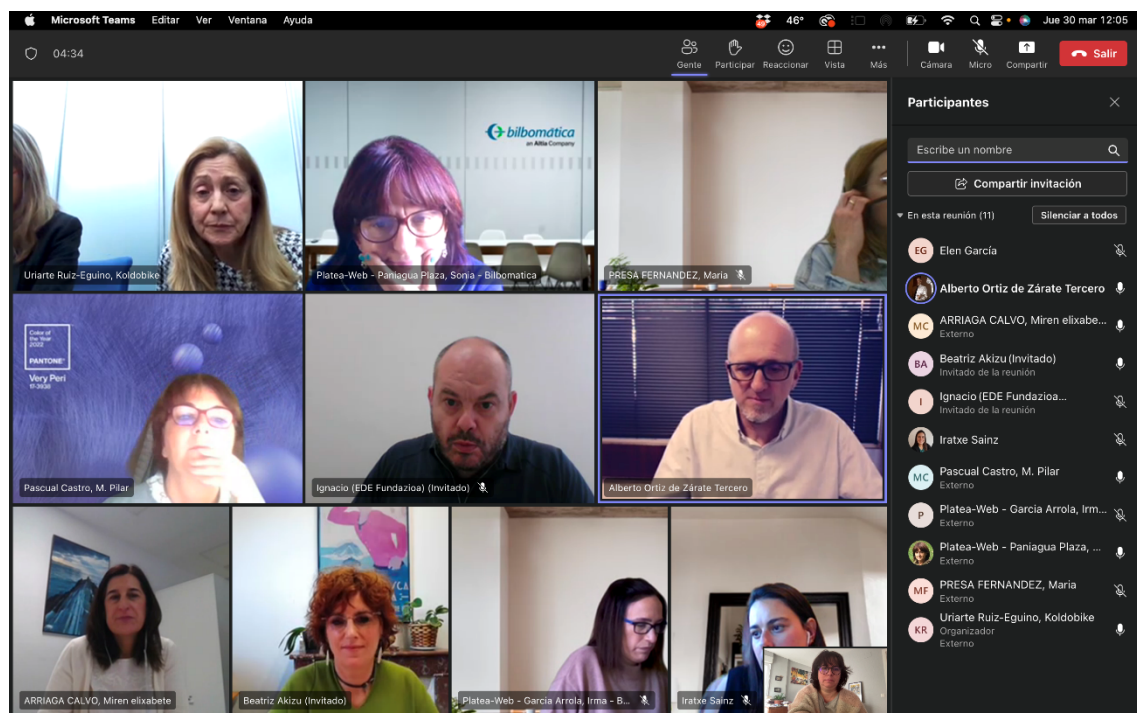 Microsoft Teams Editar Ver Ventana Ayuda
46° Jue 30 mar 12:05
04:34
Gente Participar Reaccionar Vista Más Cámara Micro Compartir Salir
Participantes
Escribe un nombre
Compartir invitación
En esta reunión (11) Silenciar a todos
EG Elen García
Alberto Ortiz de Zárate Tercero
MC ARRIAGA CALVO, Miren elixabe...
Externo
BA Beatriz Akizu (Invitado)
Invitado de la reunión
I Ignacio (EDE Fundazioa...
Invitado de la reunión
Iratxe Sainz
MC Pascual Castro, M. Pilar
Externo
P Platea-Web - Garcia Arrola, Irm...
Externo
Platea-Web - Paniagua Plaza, ...
Externo
MF PRESA FERNANDEZ, Maria
Externo
KR Uriarte Ruiz-Eguino, Koldobike
Organizador
Externo
bilbomática
an Altia Company
Uriarte Ruiz-Eguino, Koldobike
Platea-Web - Paniagua Plaza, Sonia - Bilbomatica
PRESA FERNANDEZ, Maria
Color of
the Year
2022
PANTONE
Very Peri
17-3938
Pascual Castro, M. Pilar
Ignacio (EDE Fundazioa) (Invitado)
Alberto Ortiz de Zárate Tercero
ARRIAGA CALVO, Miren elixabete
Beatriz Akizu (Invitado)
Platea-Web - Garcia Arrola, Irma - B...
Iratxe Sainz